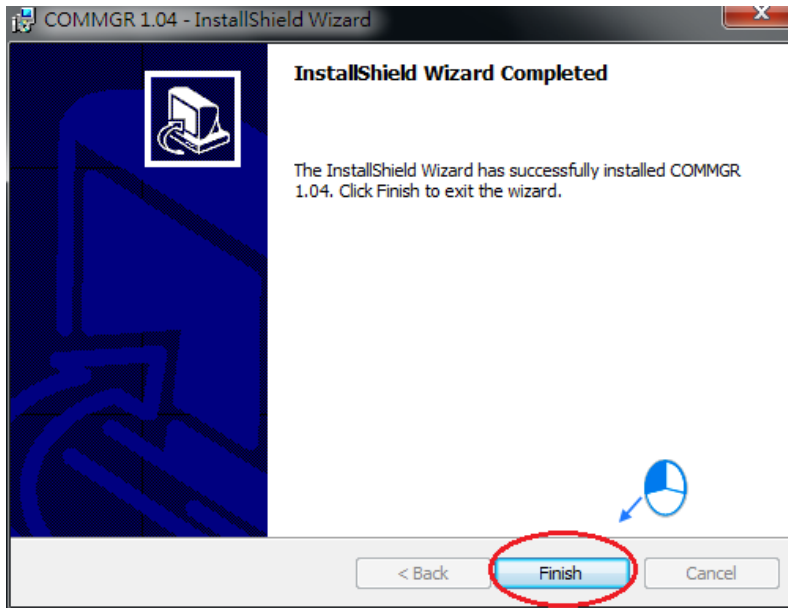 COMMGR 1.04 - InstallShield Wizard
InstallShield Wizard Completed
The InstallShield Wizard has successfully installed COMMGR
1.04. Click Finish to exit the wizard.
< Back Finish Cancel